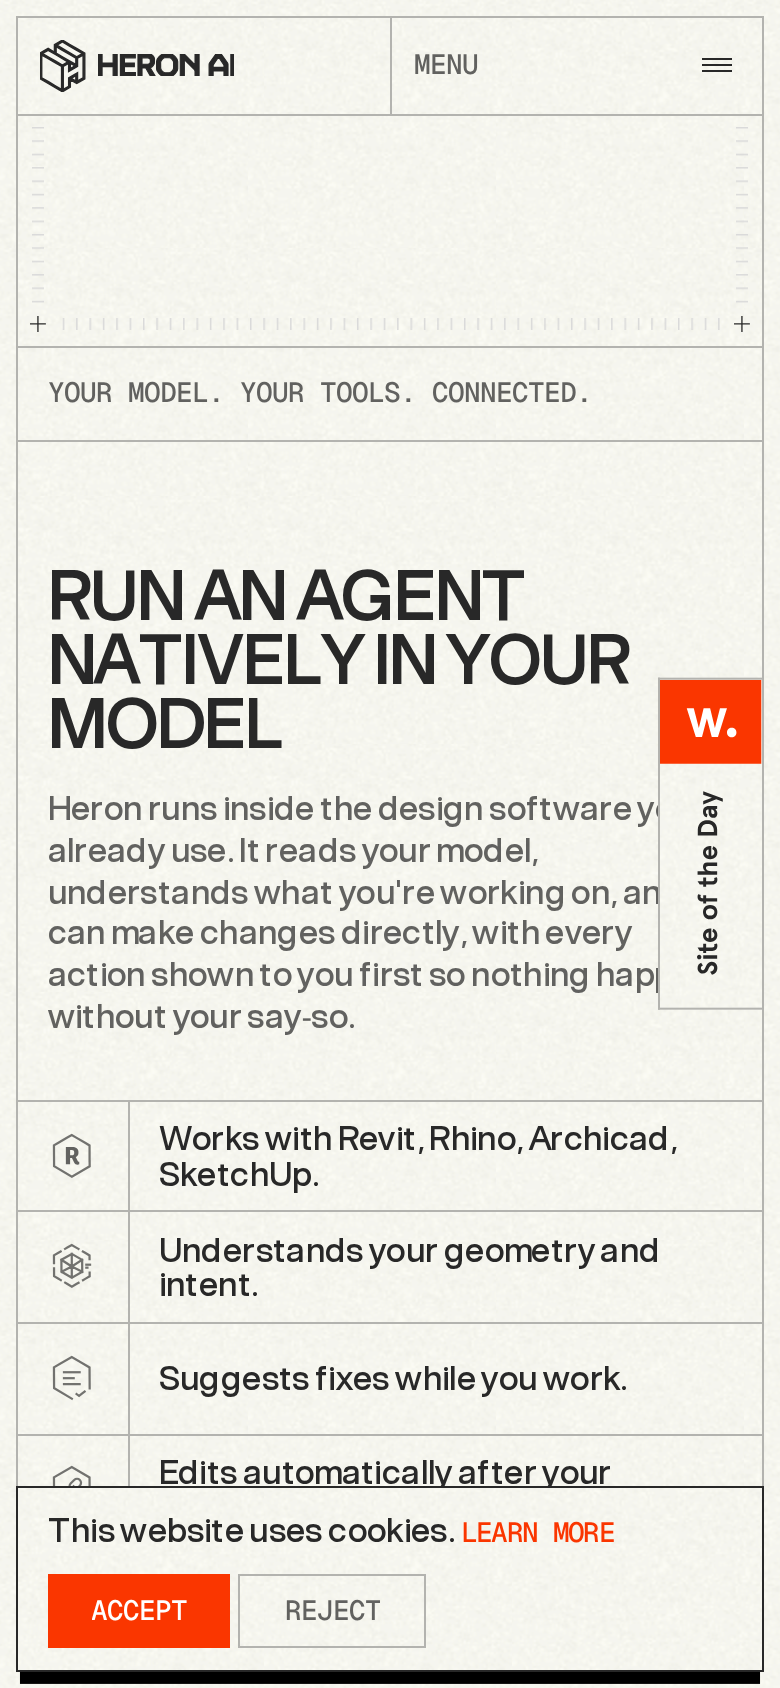 HERON AI
MENU
YOUR MODEL. YOUR TOOLS. CONNECTED.
RUN AN AGENT
NATIVELY IN YOUR
MODEL
Heron runs inside the design software
already use. It reads your model,
understands what you're working on,
can make changes directly, with every
action shown to you first so nothing
without your say-so.
W.
Site of the Day
R
Works with Revit, Rhino, Archicad,
SketchUp.
Understands your geometry and
intent.
Suggests fixes while you work.
Edits automatically after your
This website uses cookies. LEARN MORE
ACCEPT
REJECT